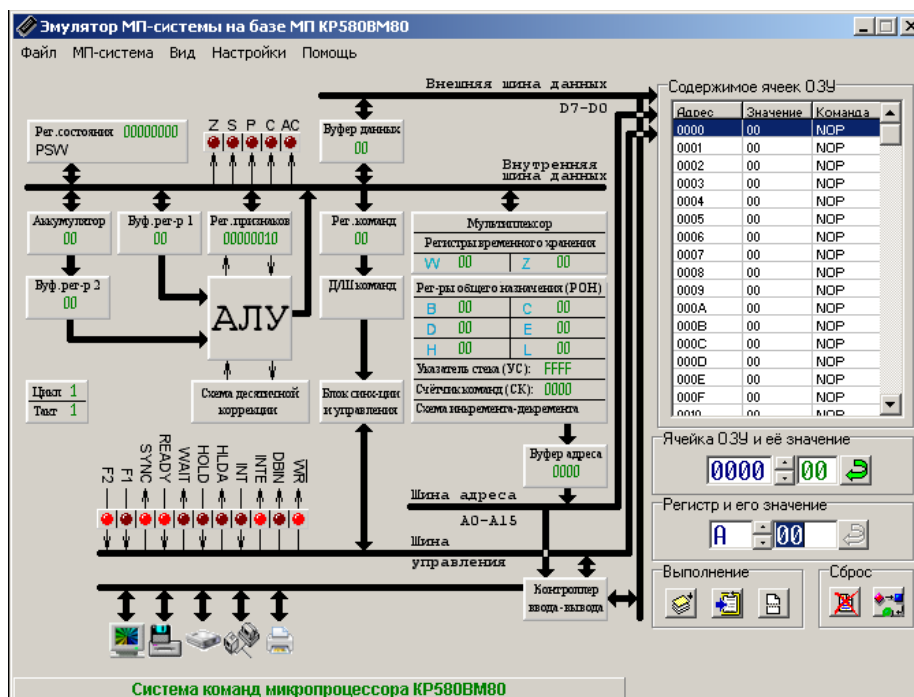 Эмулятор МП-системы на базе МП КР580ВМ80
Файл МП-система Вид Настройки Помощь
Внешняя шина данных
D7-D0
Рег.состояния 00000000
PSW
Z S P C AC
Буфер данных
00
Внутренняя
шина данных
Аккумулятор
00
Буф.рег-р 1
00
Рег.признаков
00000010
Рег.команд
00
Мультиплексор
Регистры временного хранения
W 00 Z 00
Буф.рег-р 2
00
АЛУ
Д/Ш команд
Рег-ры общего назначения (РОН)
B 00 C 00
D 00 E 00
H 00 L 00
Указатель стека (УС): FFFF
Счётчик команд (СК): 0000
Схема инкремента-декремента
Цикл 1
Такт 1
Схема десятичной
коррекции
Блок синх-ции
и управления
Буфер адреса
0000
F2 F1 SYNC READY WAIT HOLD HLDA INT INTE DBIN WR
Шина адреса
A0-A15
Шина
управления
Контроллер
ввода-вывода
Содержимое ячеек ОЗУ
Адрес Значение Команда
0000 00 NOP
0001 00 NOP
0002 00 NOP
0003 00 NOP
0004 00 NOP
0005 00 NOP
0006 00 NOP
0007 00 NOP
0008 00 NOP
0009 00 NOP
000A 00 NOP
000B 00 NOP
000C 00 NOP
000D 00 NOP
000E 00 NOP
000F 00 NOP
0010 00 NOP
Ячейка ОЗУ и её значение
0000 00
Регистр и его значение
A 00
Выполнение
Сброс
Система команд микропроцессора КР580ВМ80